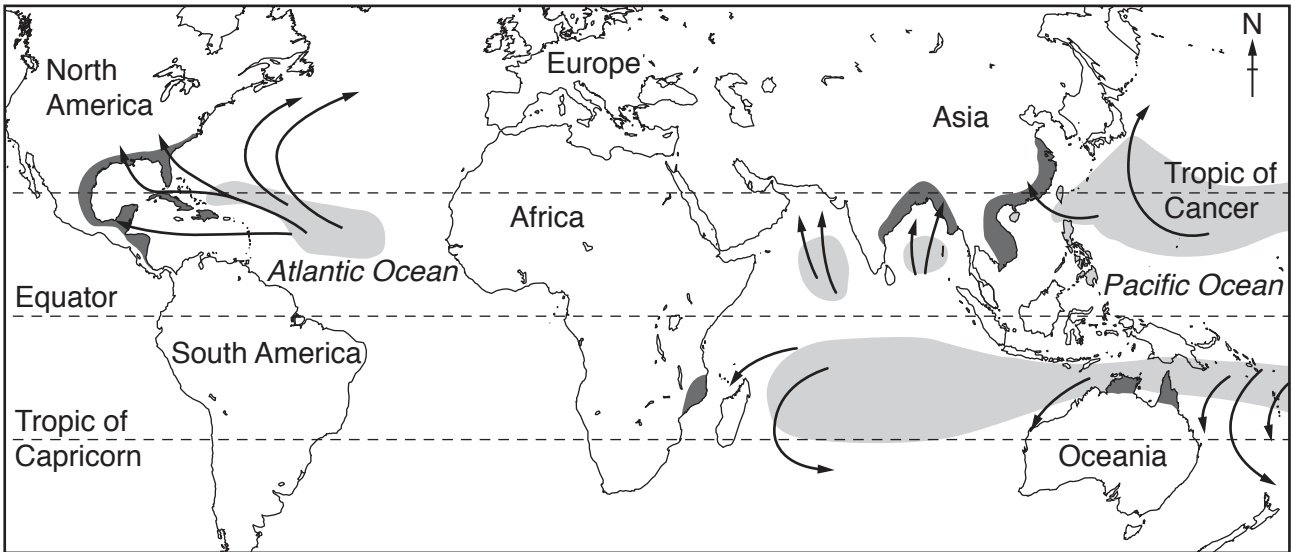 N
North
America
Europe
Asia
Tropic of
Cancer
Africa
Atlantic Ocean
Equator
Pacific Ocean
South America
Tropic of
Capricorn
Oceania